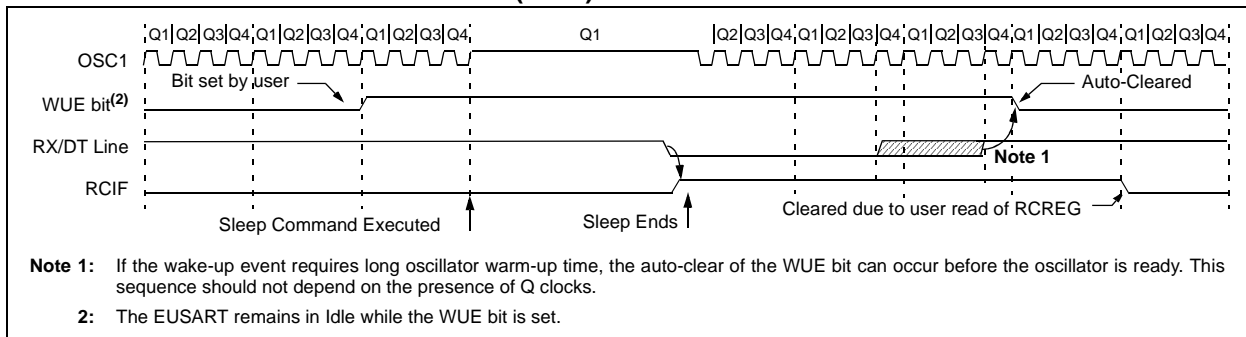 Q1 Q2 Q3 Q4 Q1 Q2 Q3 Q4 Q1 Q2 Q3 Q4 Q1 Q2 Q3 Q4 Q1 Q2 Q3 Q4 Q1 Q2 Q3 Q4 Q1 Q2 Q3 Q4 Q1 Q2 Q3 Q4
OSC1
Bit set by user
Auto-Cleared
WUE bit(2)
RX/DT Line
Note 1
RCIF
Cleared due to user read of RCREG
Sleep Command Executed
Sleep Ends
Note 1: If the wake-up event requires long oscillator warm-up time, the auto-clear of the WUE bit can occur before the oscillator is ready. This
sequence should not depend on the presence of Q clocks.
2: The EUSART remains in Idle while the WUE bit is set.